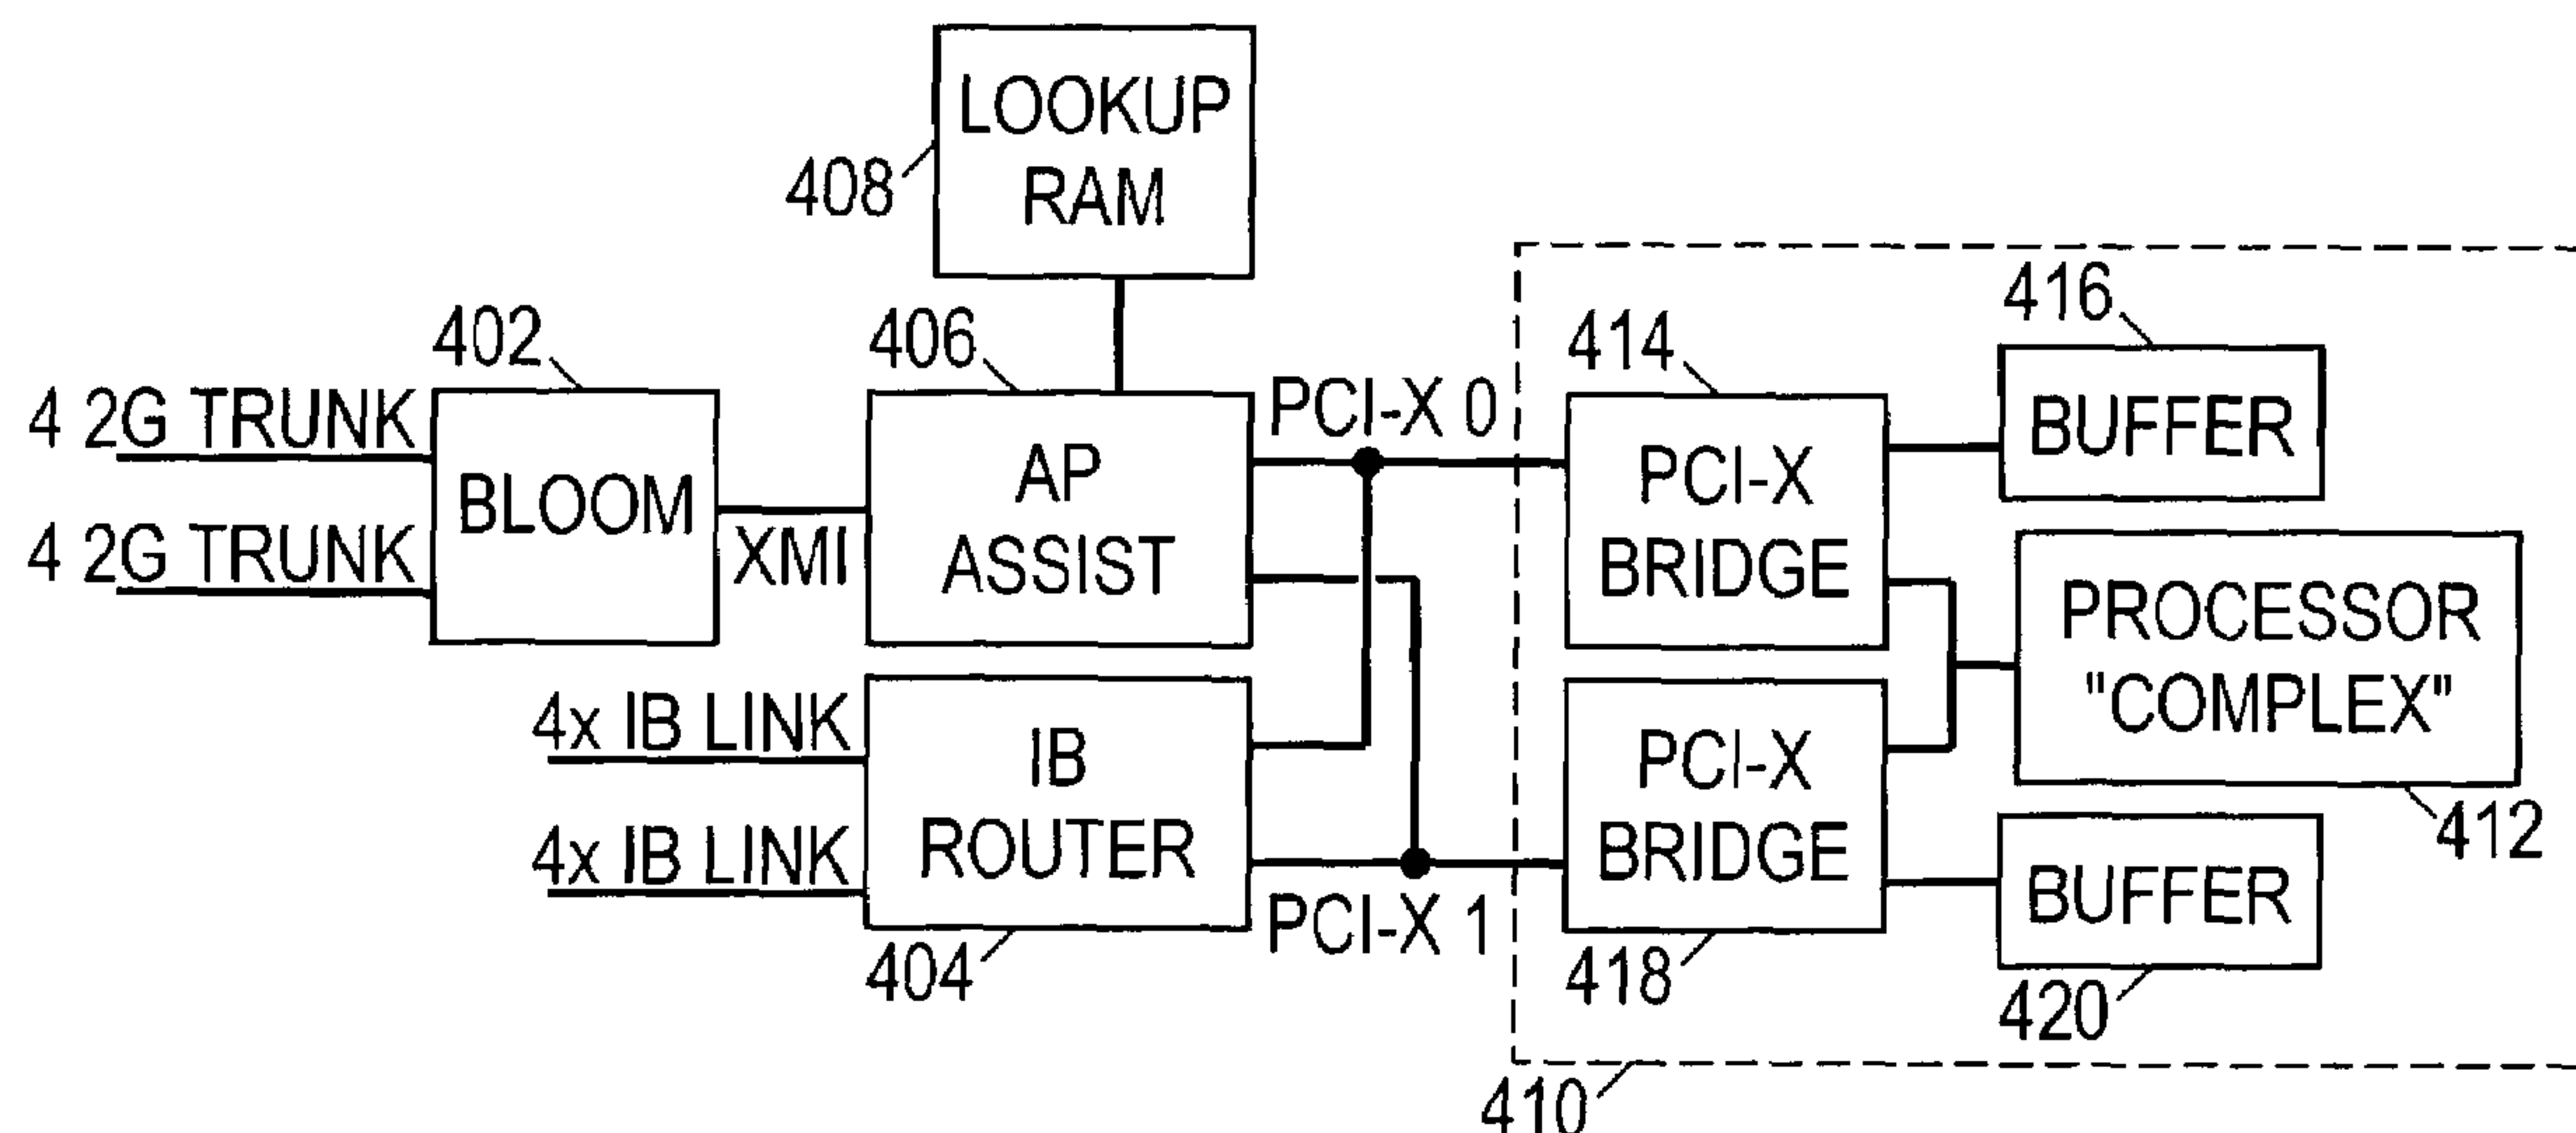 LOOKUP
RAM
408
402
406
4 2G TRUNK
4 2G TRUNK
BLOOM
XMI
AP
ASSIST
PCI-X 0
4x IB LINK
4x IB LINK
IB
ROUTER
404
PCI-X 1
414
PCI-X
BRIDGE
416
BUFFER
PROCESSOR
"COMPLEX"
412
PCI-X
BRIDGE
418
BUFFER
420
410